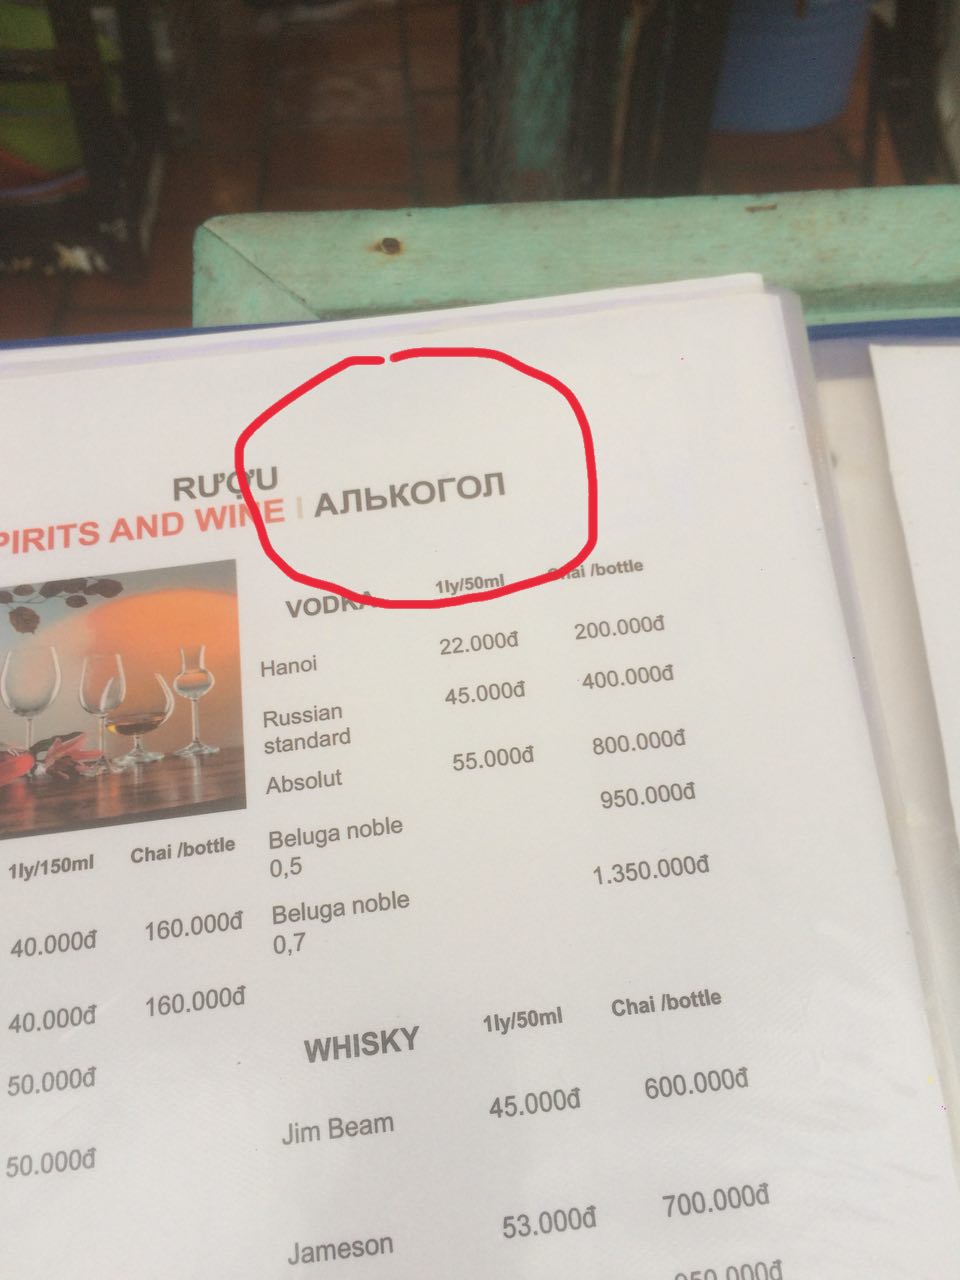 RƯỢU
PIRITS AND WINE | АЛЬКОГОЛ
VODKA 1ly/50ml Chai /bottle
Hanoi 22.000đ 200.000đ
Russian standard 45.000đ 400.000đ
Absolut 55.000đ 800.000đ
Beluga noble 0,5 950.000đ
Beluga noble 0,7 1.350.000đ
1ly/150ml Chai /bottle
40.000đ 160.000đ
40.000đ 160.000đ
50.000đ
50.000đ
WHISKY 1ly/50ml Chai /bottle
Jim Beam 45.000đ 600.000đ
Jameson 53.000đ 700.000đ